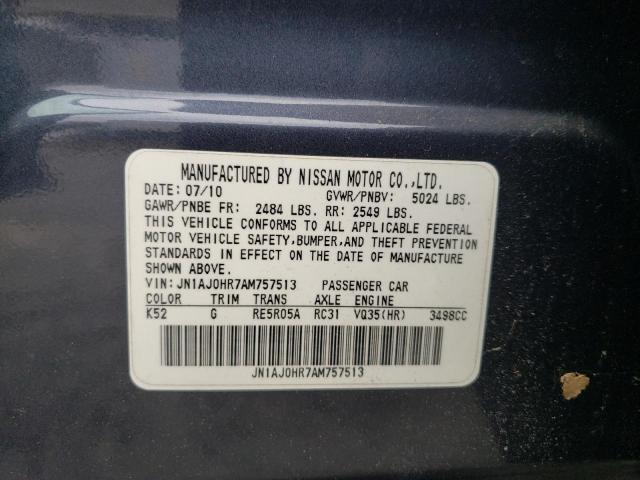 MANUFACTURED BY NISSAN MOTOR CO.,LTD.
DATE: 07/10 GVWR/PNBV: 5024 LBS.
GAWR/PNBE FR: 2484 LBS. RR: 2549 LBS.
THIS VEHICLE CONFORMS TO ALL APPLICABLE FEDERAL
MOTOR VEHICLE SAFETY,BUMPER,AND THEFT PREVENTION
STANDARDS IN EFFECT ON THE DATE OF MANUFACTURE
SHOWN ABOVE.
VIN: JN1AJ0HR7AM757513 PASSENGER CAR
COLOR TRIM TRANS AXLE ENGINE
K52 G RE5R05A RC31 VQ35(HR) 3498CC
JN1AJ0HR7AM757513